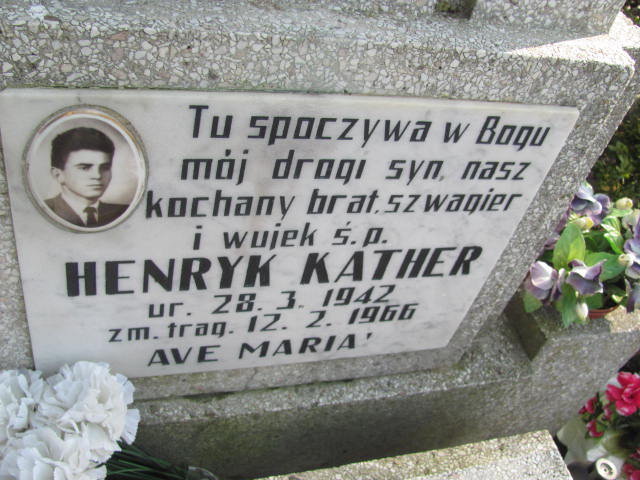 Tu spoczywa w Bogu
mój drogi syn, nasz
kochany brat, szwagier
i wujek ś.p.
HENRYK KATHER
ur. 28. 3. 1942
zm. trag. 12. 2. 1966
AVE MARIA'